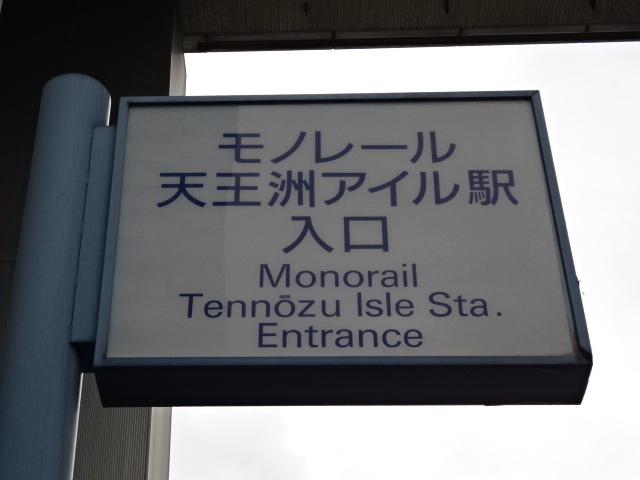 モノレール
天王洲アイル駅
入口
Monorail
Tennōzu Isle Sta.
Entrance